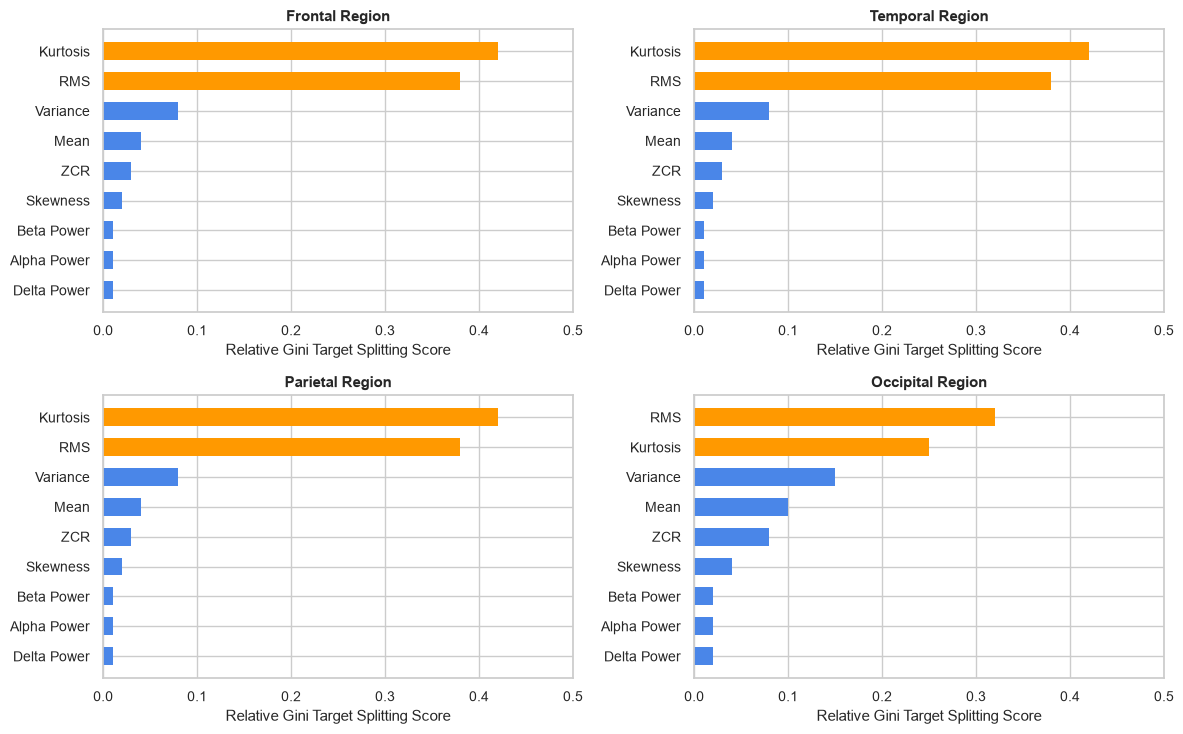 Frontal Region
Kurtosis
RMS
Variance
Mean
ZCR
Skewness
Beta Power
Alpha Power
Delta Power
0.0 0.1 0.2 0.3 0.4 0.5
Relative Gini Target Splitting Score
Temporal Region
Kurtosis
RMS
Variance
Mean
ZCR
Skewness
Beta Power
Alpha Power
Delta Power
0.0 0.1 0.2 0.3 0.4 0.5
Relative Gini Target Splitting Score
Parietal Region
Kurtosis
RMS
Variance
Mean
ZCR
Skewness
Beta Power
Alpha Power
Delta Power
0.0 0.1 0.2 0.3 0.4 0.5
Relative Gini Target Splitting Score
Occipital Region
RMS
Kurtosis
Variance
Mean
ZCR
Skewness
Beta Power
Alpha Power
Delta Power
0.0 0.1 0.2 0.3 0.4 0.5
Relative Gini Target Splitting Score